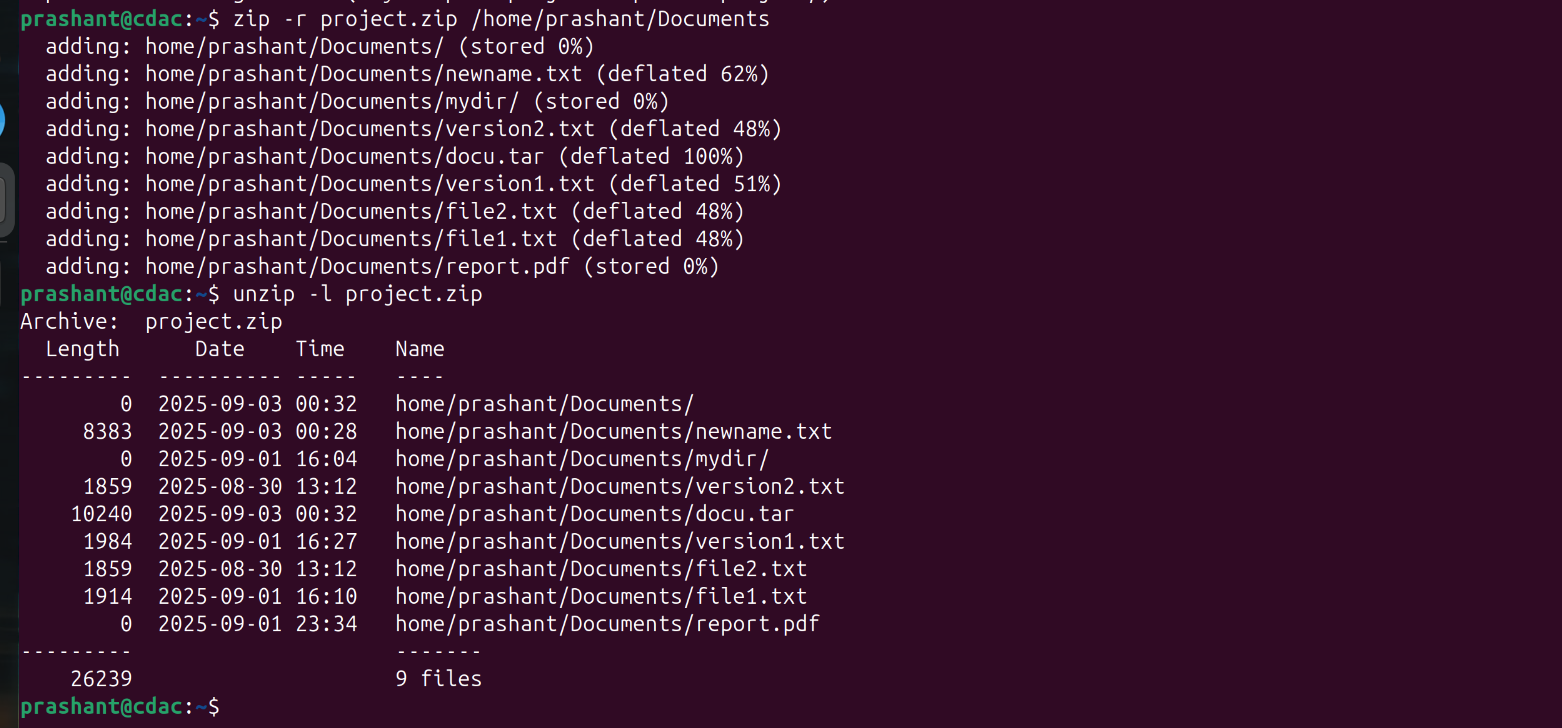 prashant@cdac:~$ zip -r project.zip /home/prashant/Documents
  adding: home/prashant/Documents/ (stored 0%)
  adding: home/prashant/Documents/newname.txt (deflated 62%)
  adding: home/prashant/Documents/mydir/ (stored 0%)
  adding: home/prashant/Documents/version2.txt (deflated 48%)
  adding: home/prashant/Documents/docu.tar (deflated 100%)
  adding: home/prashant/Documents/version1.txt (deflated 51%)
  adding: home/prashant/Documents/file2.txt (deflated 48%)
  adding: home/prashant/Documents/file1.txt (deflated 48%)
  adding: home/prashant/Documents/report.pdf (stored 0%)
prashant@cdac:~$ unzip -l project.zip
Archive:  project.zip
  Length      Date    Time    Name
---------  ---------- -----   ----
        0  2025-09-03 00:32   home/prashant/Documents/
     8383  2025-09-03 00:28   home/prashant/Documents/newname.txt
        0  2025-09-01 16:04   home/prashant/Documents/mydir/
     1859  2025-08-30 13:12   home/prashant/Documents/version2.txt
    10240  2025-09-03 00:32   home/prashant/Documents/docu.tar
     1984  2025-09-01 16:27   home/prashant/Documents/version1.txt
     1859  2025-08-30 13:12   home/prashant/Documents/file2.txt
     1914  2025-09-01 16:10   home/prashant/Documents/file1.txt
        0  2025-09-01 23:34   home/prashant/Documents/report.pdf
---------                     -------
    26239                     9 files
prashant@cdac:~$